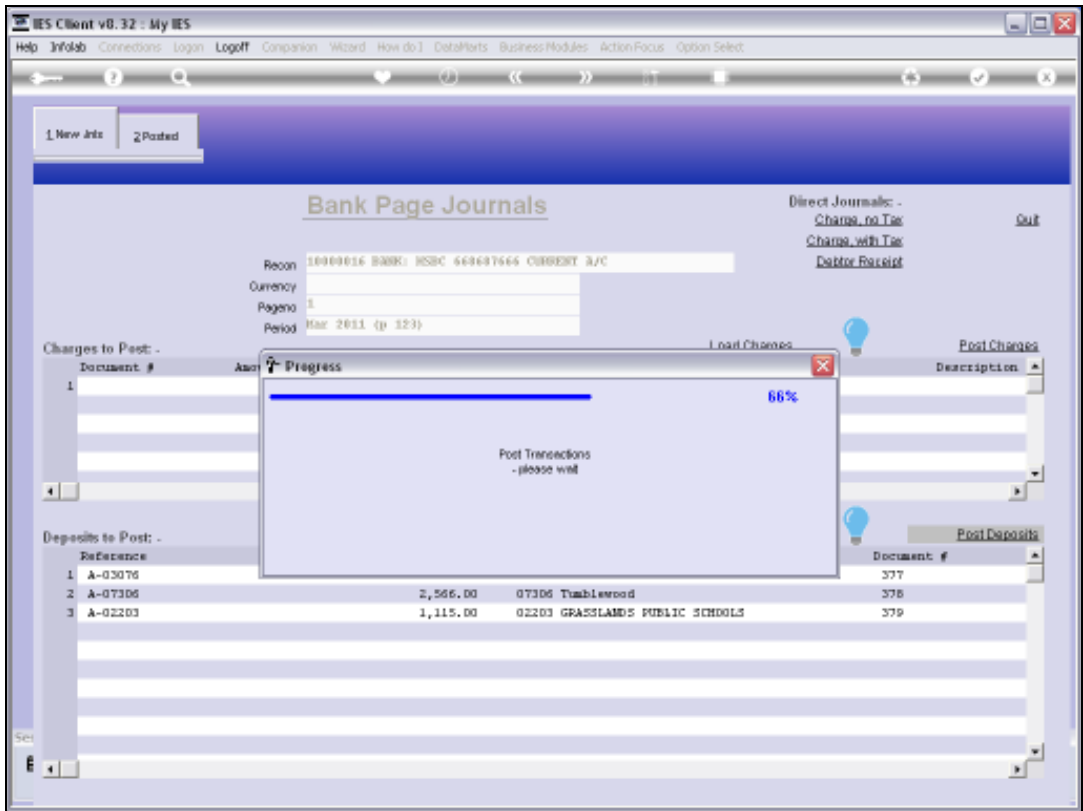 IES Client v8.32 : My IES
Help Infolab Connections Logon Logoff Companion Wizard How do I DataMarts Business Modules Action Focus Option Select
1 New Jnls 2 Posted
Bank Page Journals
Direct Journals: -
Charge, no Tax
Quit
Charge, with Tax
Debtor Receipt
Recon 10000016 BANK: HSBC 668687666 CURRENT A/C
Currency
Pageno 1
Period Mar 2011 (p 123)
Charges to Post: - Load Charges Post Charges
Document # Description
1
Progress
66%
Post Transactions
- please wait
Deposits to Post: - Post Deposits
Reference Document #
1 A-03076 377
2 A-07306 2,566.00 07306 Tumblewood 378
3 A-02203 1,115.00 02203 GRASSLANDS PUBLIC SCHOOLS 379